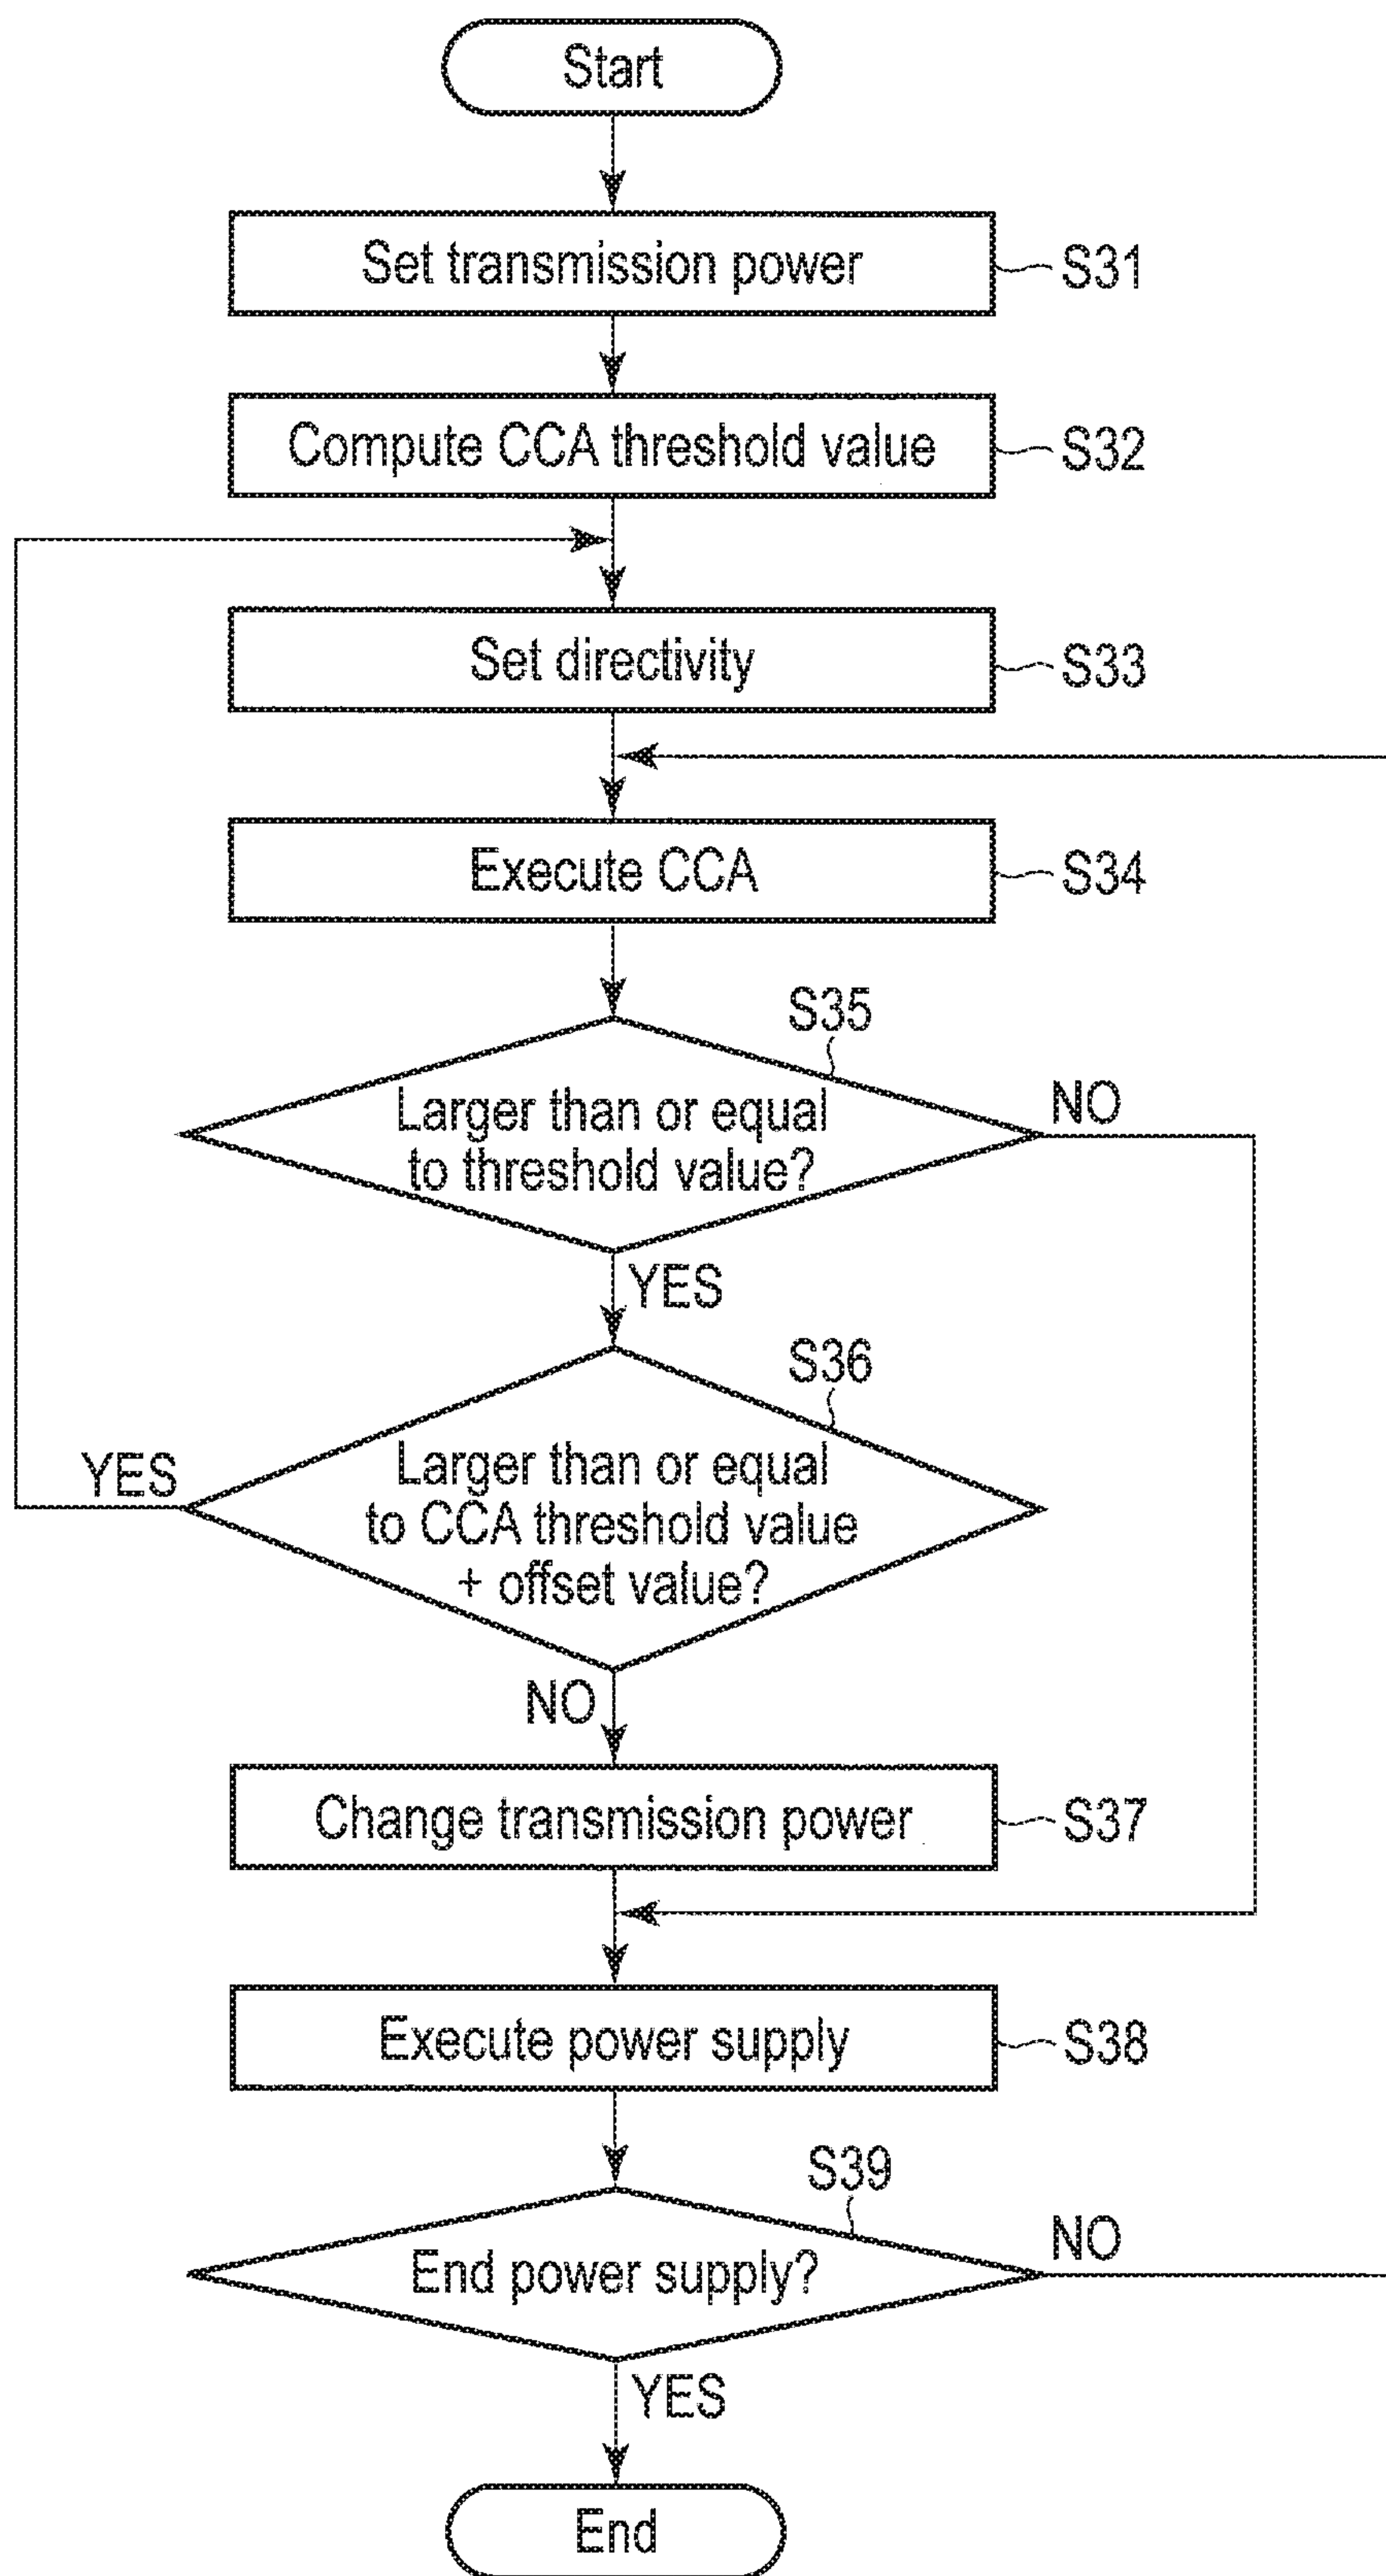 Start
Set transmission power
S31
Compute CCA threshold value
S32
Set directivity
S33
Execute CCA
S34
S35
Larger than or equal
to threshold value?
NO
YES
S36
Larger than or equal
to CCA threshold value
+ offset value?
YES
NO
Change transmission power
S37
Execute power supply
S38
S39
End power supply?
NO
YES
End